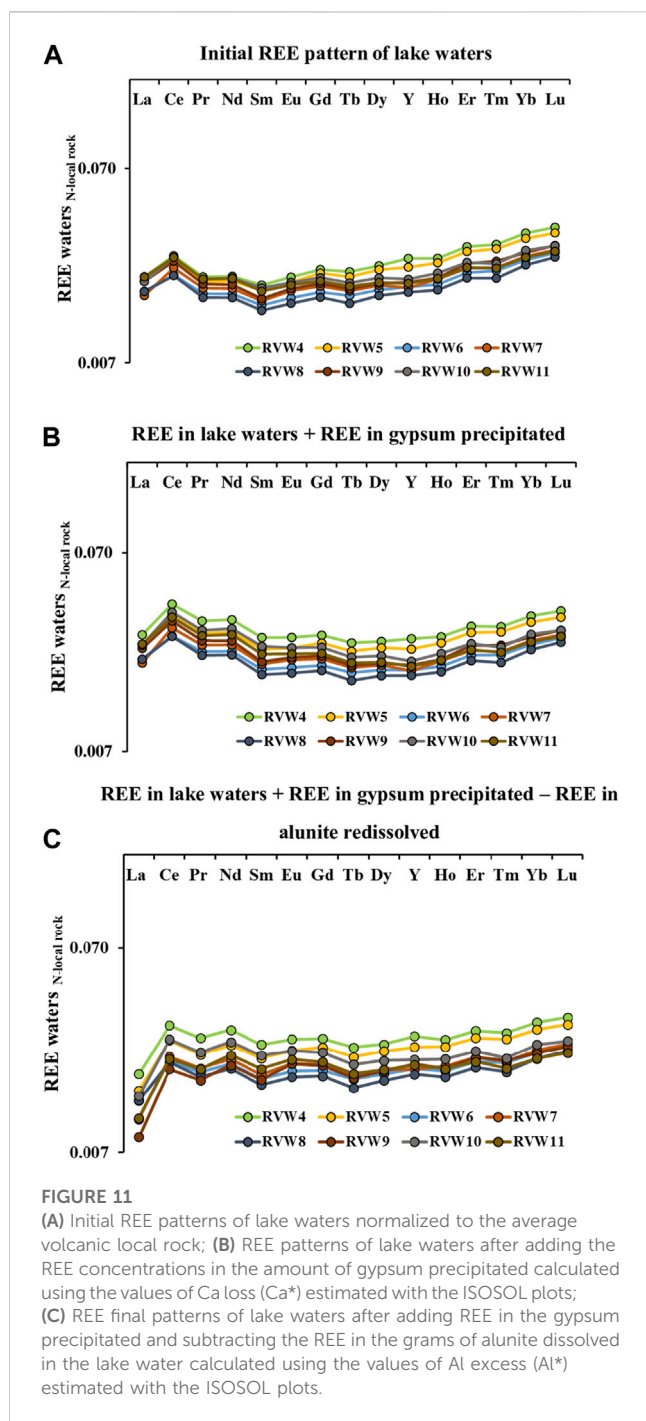 A
Initial REE pattern of lake waters
La Ce Pr Nd Sm Eu Gd Tb Dy Y Ho Er Tm Yb Lu
0.070
REE waters N-local rock
0.007
RVW4 RVW5 RVW6 RVW7
RVW8 RVW9 RVW10 RVW11
B
REE in lake waters + REE in gypsum precipitated
La Ce Pr Nd Sm Eu Gd Tb Dy Y Ho Er Tm Yb Lu
0.070
REE waters N-local rock
0.007
RVW4 RVW5 RVW6 RVW7
RVW8 RVW9 RVW10 RVW11
REE in lake waters + REE in gypsum precipitated – REE in
C
alunite redissolved
La Ce Pr Nd Sm Eu Gd Tb Dy Y Ho Er Tm Yb Lu
0.070
REE waters N-local rock
0.007
RVW4 RVW5 RVW6 RVW7
RVW8 RVW9 RVW10 RVW11
FIGURE 11
(A) Initial REE patterns of lake waters normalized to the average
volcanic local rock; (B) REE patterns of lake waters after adding the
REE concentrations in the amount of gypsum precipitated calculated
using the values of Ca loss (Ca*) estimated with the ISOSOL plots;
(C) REE final patterns of lake waters after adding REE in the gypsum
precipitated and subtracting the REE in the grams of alunite dissolved
in the lake water calculated using the values of Al excess (Al*)
estimated with the ISOSOL plots.